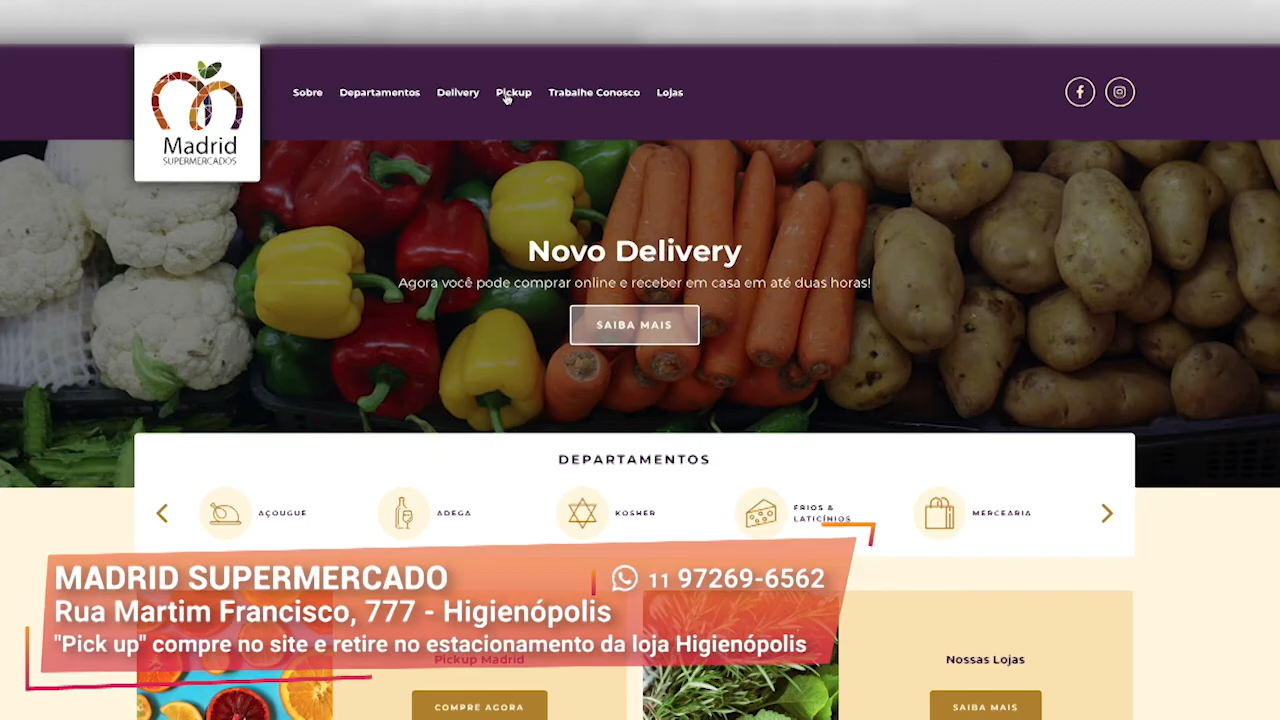 Madrid
SUPERMERCADOS
Sobre
Departamentos
Delivery
Pickup
Trabalhe Conosco
Lojas
Novo Delivery
Agora você pode comprar online e receber em casa em até duas horas!
SAIBA MAIS
DEPARTAMENTOS
AÇOUGUE
ADEGA
KOSHER
FRIOS &
LATICÍNIOS
MERCEARIA
MADRID SUPERMERCADO
11 97269-6562
Rua Martim Francisco, 777 - Higienópolis
"Pick up" compre no site e retire no estacionamento da loja Higienópolis
Pickup Madrid
Nossas Lojas
COMPRE AGORA
SAIBA MAIS